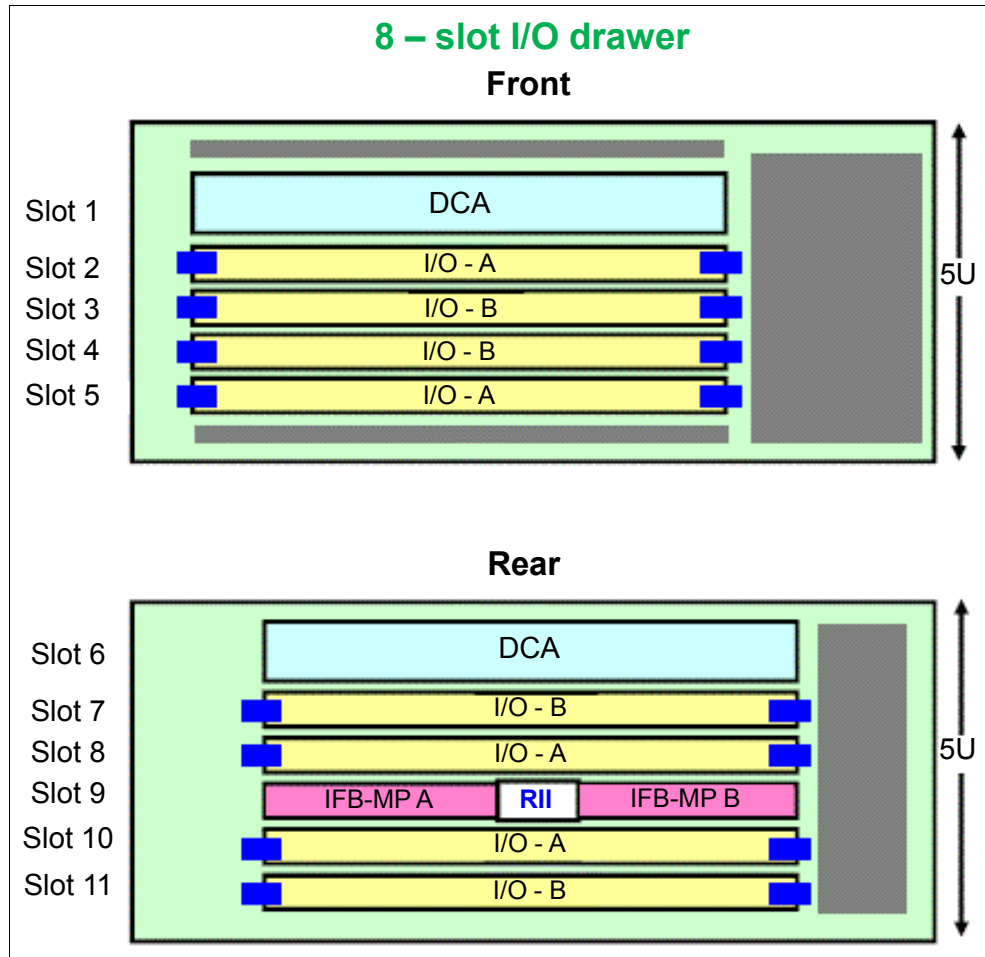 8 – slot I/O drawer
Front
Slot 1
DCA
Slot 2
I/O - A
Slot 3
I/O - B
Slot 4
I/O - B
Slot 5
I/O - A
5U
Rear
Slot 6
DCA
Slot 7
I/O - B
Slot 8
I/O - A
Slot 9
IFB-MP A
RII
IFB-MP B
Slot 10
I/O - A
Slot 11
I/O - B
5U